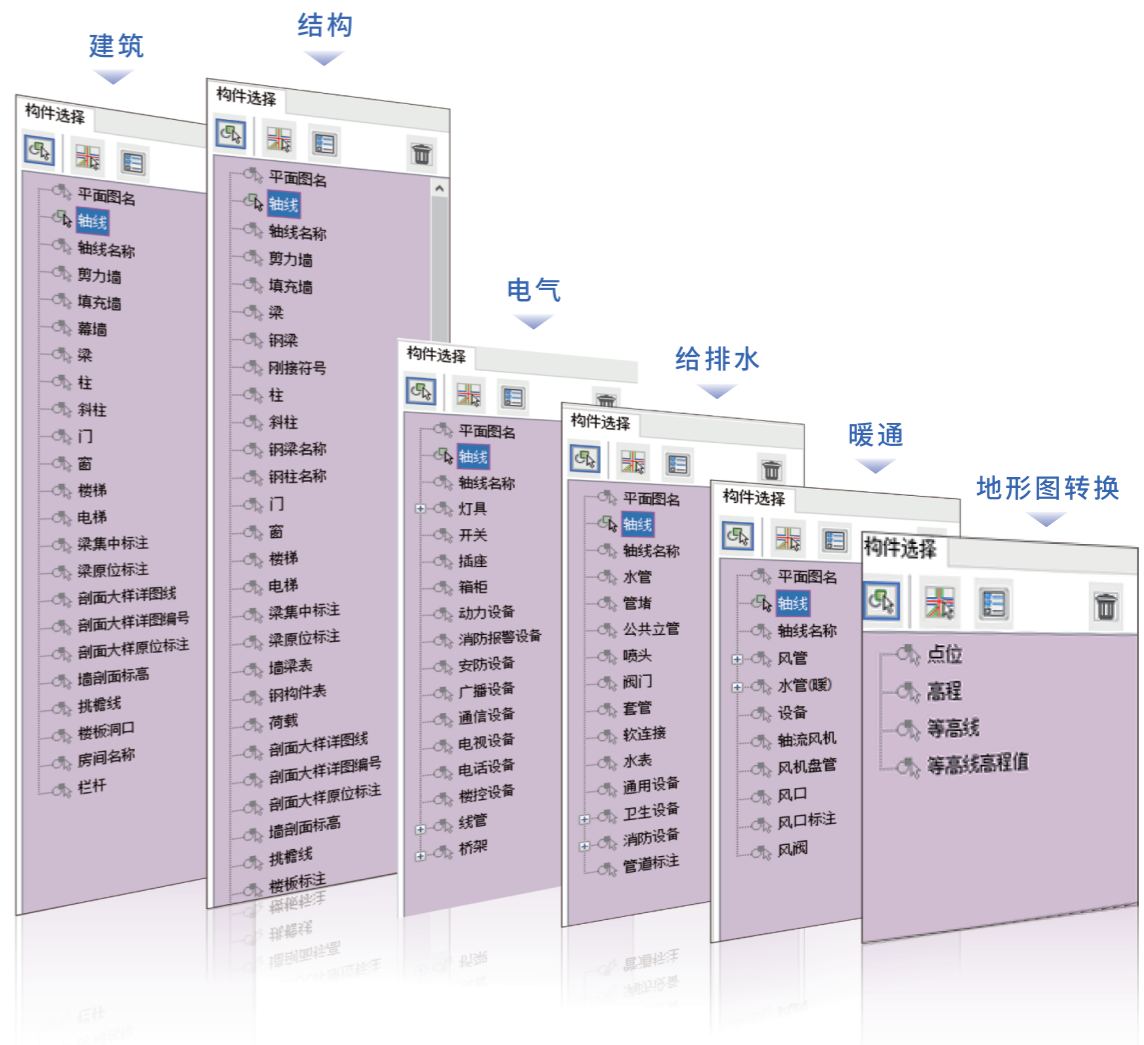 建筑
构件选择
平面图名
轴线
轴线名称
剪力墙
填充墙
幕墙
梁
柱
斜柱
门
窗
楼梯
电梯
梁集中标注
梁原位标注
剖面大样详图线
剖面大样详图编号
剖面大样原位标注
墙剖面标高
挑檐线
楼板洞口
房间名称
栏杆
结构
构件选择
平面图名
轴线
轴线名称
剪力墙
填充墙
梁
钢梁
刚接符号
柱
斜柱
钢梁名称
钢柱名称
门
窗
楼梯
电梯
梁集中标注
梁原位标注
墙梁表
钢构件表
荷载
剖面大样详图线
剖面大样详图编号
剖面大样原位标注
墙剖面标高
挑檐线
楼板标注
电气
构件选择
平面图名
轴线
轴线名称
灯具
开关
插座
箱柜
动力设备
消防报警设备
安防设备
广播设备
通信设备
电视设备
电话设备
楼控设备
线管
桥架
给排水
构件选择
平面图名
轴线
轴线名称
水管
管堵
公共立管
喷头
阀门
套管
软连接
水表
通用设备
卫生设备
消防设备
管道标注
暖通
构件选择
平面图名
轴线
轴线名称
风管
水管(暖)
设备
轴流风机
风机盘管
风口
风口标注
风阀
地形图转换
构件选择
点位
高程
等高线
等高线高程值